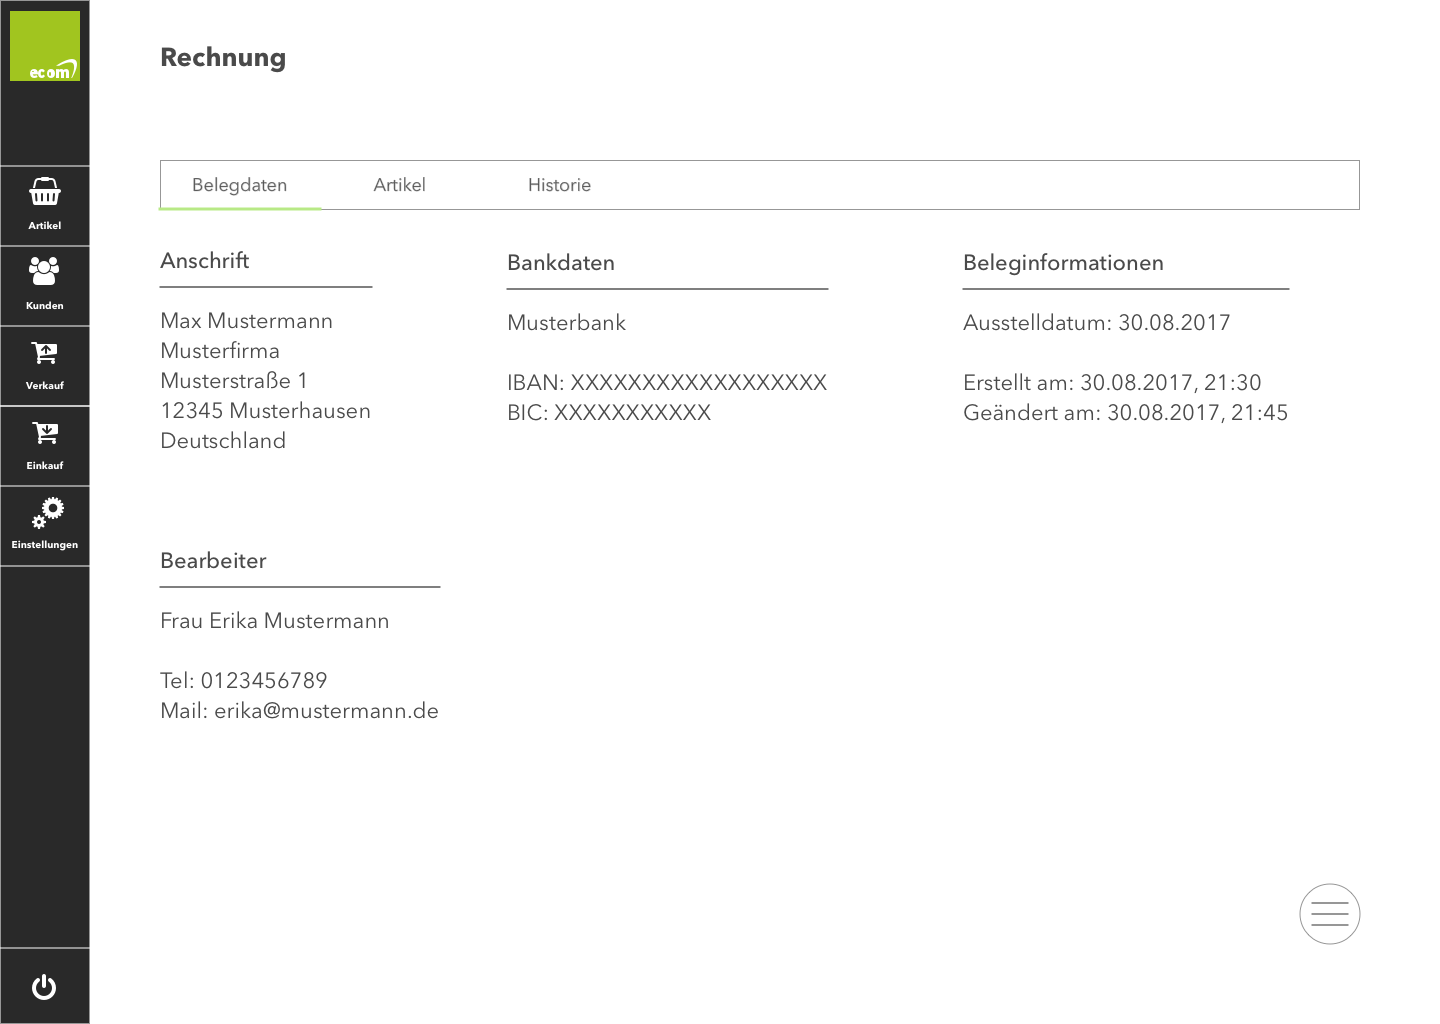 ecom
Artikel
Kunden
Verkauf
Einkauf
Einstellungen
Rechnung
Belegdaten
Artikel
Historie
Anschrift
Max Mustermann
Musterfirma
Musterstraße 1
12345 Musterhausen
Deutschland
Bankdaten
Musterbank
IBAN: XXXXXXXXXXXXXXXXXX
BIC: XXXXXXXXXXX
Beleginformationen
Ausstelldatum: 30.08.2017
Erstellt am: 30.08.2017, 21:30
Geändert am: 30.08.2017, 21:45
Bearbeiter
Frau Erika Mustermann
Tel: 0123456789
Mail: erika@mustermann.de